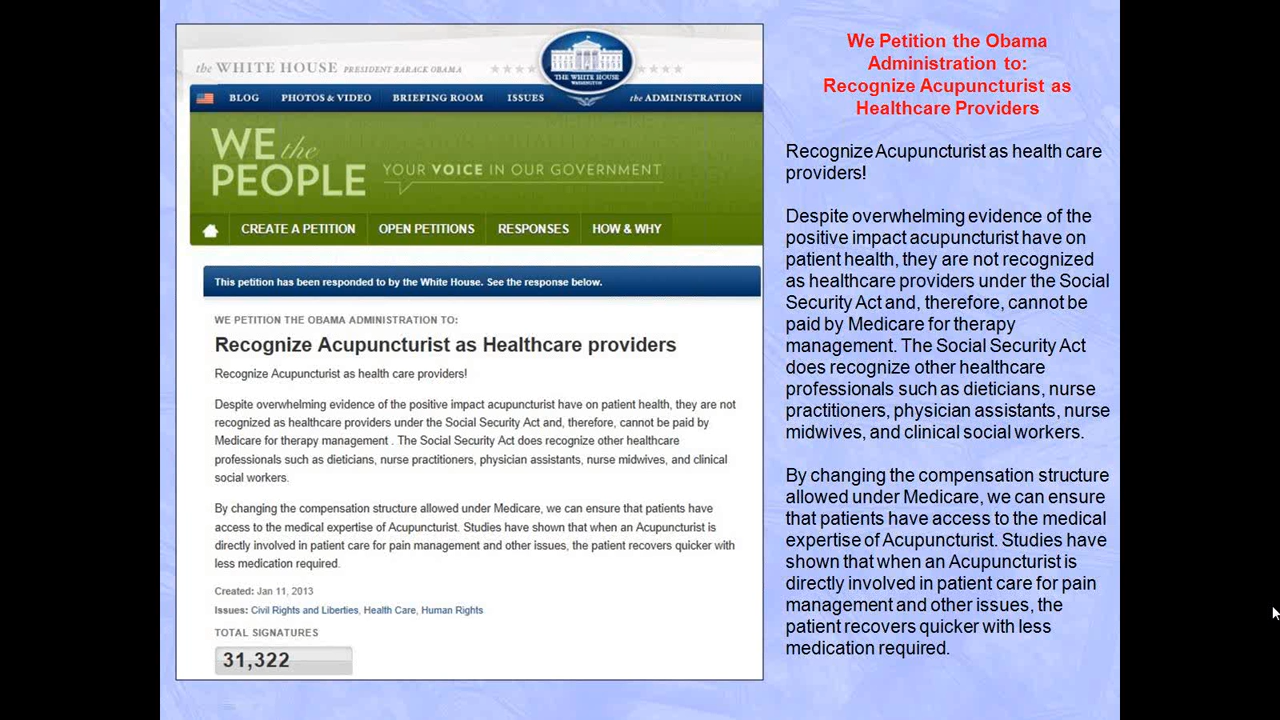 the WHITE HOUSE PRESIDENT BARACK OBAMA
THE WHITE HOUSE
WASHINGTON
BLOG PHOTOS & VIDEO BRIEFING ROOM ISSUES the ADMINISTRATION
WE the
PEOPLE
YOUR VOICE IN OUR GOVERNMENT
CREATE A PETITION OPEN PETITIONS RESPONSES HOW & WHY
This petition has been responded to by the White House. See the response below.
WE PETITION THE OBAMA ADMINISTRATION TO:
Recognize Acupuncturist as Healthcare providers
Recognize Acupuncturist as health care providers!
Despite overwhelming evidence of the positive impact acupuncturist have on patient health, they are not
recognized as healthcare providers under the Social Security Act and, therefore, cannot be paid by
Medicare for therapy management . The Social Security Act does recognize other healthcare
professionals such as dieticians, nurse practitioners, physician assistants, nurse midwives, and clinical
social workers.
By changing the compensation structure allowed under Medicare, we can ensure that patients have
access to the medical expertise of Acupuncturist. Studies have shown that when an Acupuncturist is
directly involved in patient care for pain management and other issues, the patient recovers quicker with
less medication required.
Created: Jan 11, 2013
Issues: Civil Rights and Liberties, Health Care, Human Rights
TOTAL SIGNATURES
31,322
We Petition the Obama
Administration to:
Recognize Acupuncturist as
Healthcare Providers
Recognize Acupuncturist as health care
providers!
Despite overwhelming evidence of the
positive impact acupuncturist have on
patient health, they are not recognized
as healthcare providers under the Social
Security Act and, therefore, cannot be
paid by Medicare for therapy
management. The Social Security Act
does recognize other healthcare
professionals such as dieticians, nurse
practitioners, physician assistants, nurse
midwives, and clinical social workers.
By changing the compensation structure
allowed under Medicare, we can ensure
that patients have access to the medical
expertise of Acupuncturist. Studies have
shown that when an Acupuncturist is
directly involved in patient care for pain
management and other issues, the
patient recovers quicker with less
medication required.